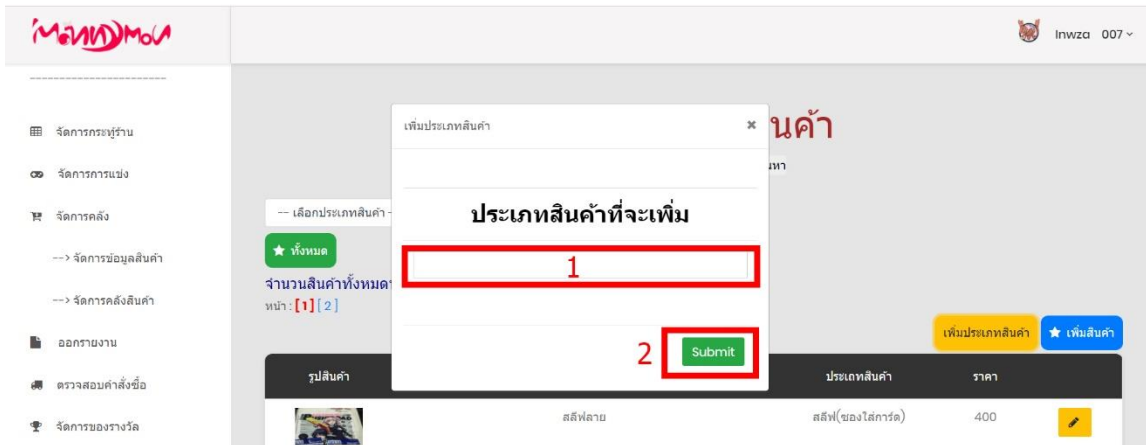 Inwza 007
------------------------
จัดการกระทู้ร้าน
จัดการการแข่ง
จัดการคลัง
--> จัดการข้อมูลสินค้า
--> จัดการคลังสินค้า
ออกรายงาน
ตรวจสอบคำสั่งซื้อ
จัดการของรางวัล
นค้า
-- เลือกประเภทสินค้า -
ทั้งหมด
จำนวนสินค้าทั้งหมด
หน้า : [1] [ 2 ]
เพิ่มประเภทสินค้า
×
ประเภทสินค้าที่จะเพิ่ม
1
2
Submit
เพิ่มประเภทสินค้า
เพิ่มสินค้า
รูปสินค้า
ประเภทสินค้า
ราคา
สลีฟลาย
สลีฟ(ซองใส่การ์ด)
400